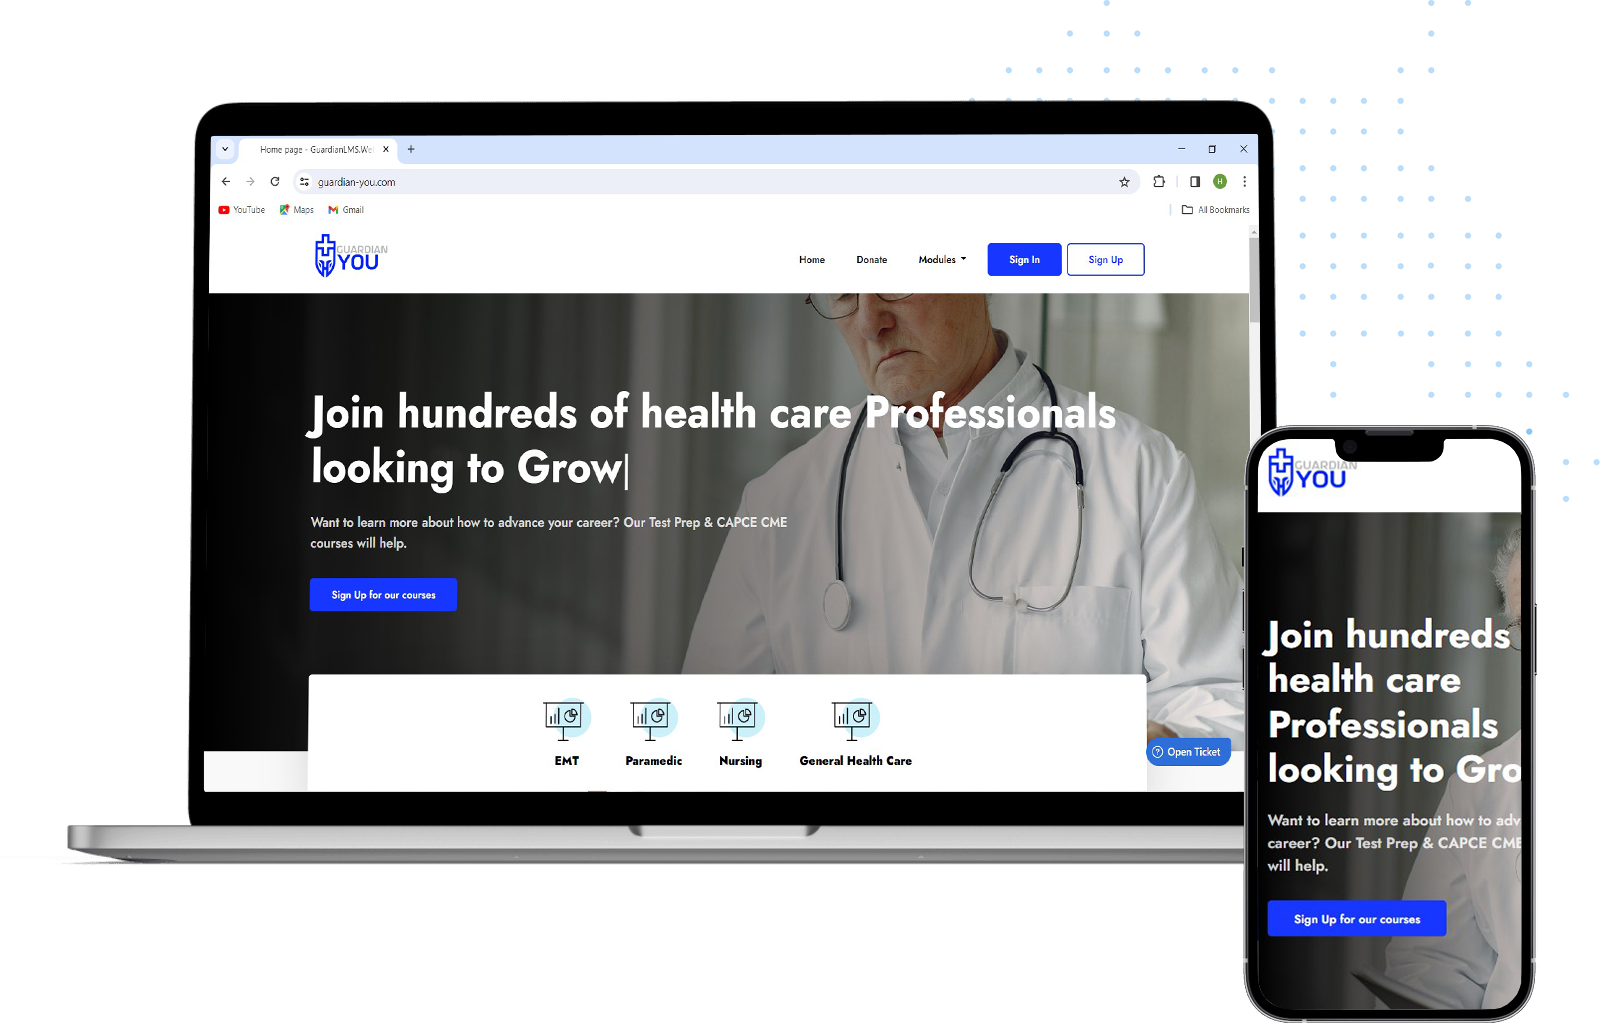 Home page - GuardianLMS.We
guardian-you.com
H
YouTube Maps Gmail All Bookmarks
GUARDIAN
YOU
Home Donate Modules Sign In Sign Up
Join hundreds of health care Professionals
looking to Grow|
Want to learn more about how to advance your career? Our Test Prep & CAPCE CME
courses will help.
Sign Up for our courses
EMT Paramedic Nursing General Health Care
Open Ticket
GUARDIAN
YOU
Join hundreds
health care
Professionals
looking to Gro
Want to learn more about how to adv
career? Our Test Prep & CAPCE CME
will help.
Sign Up for our courses